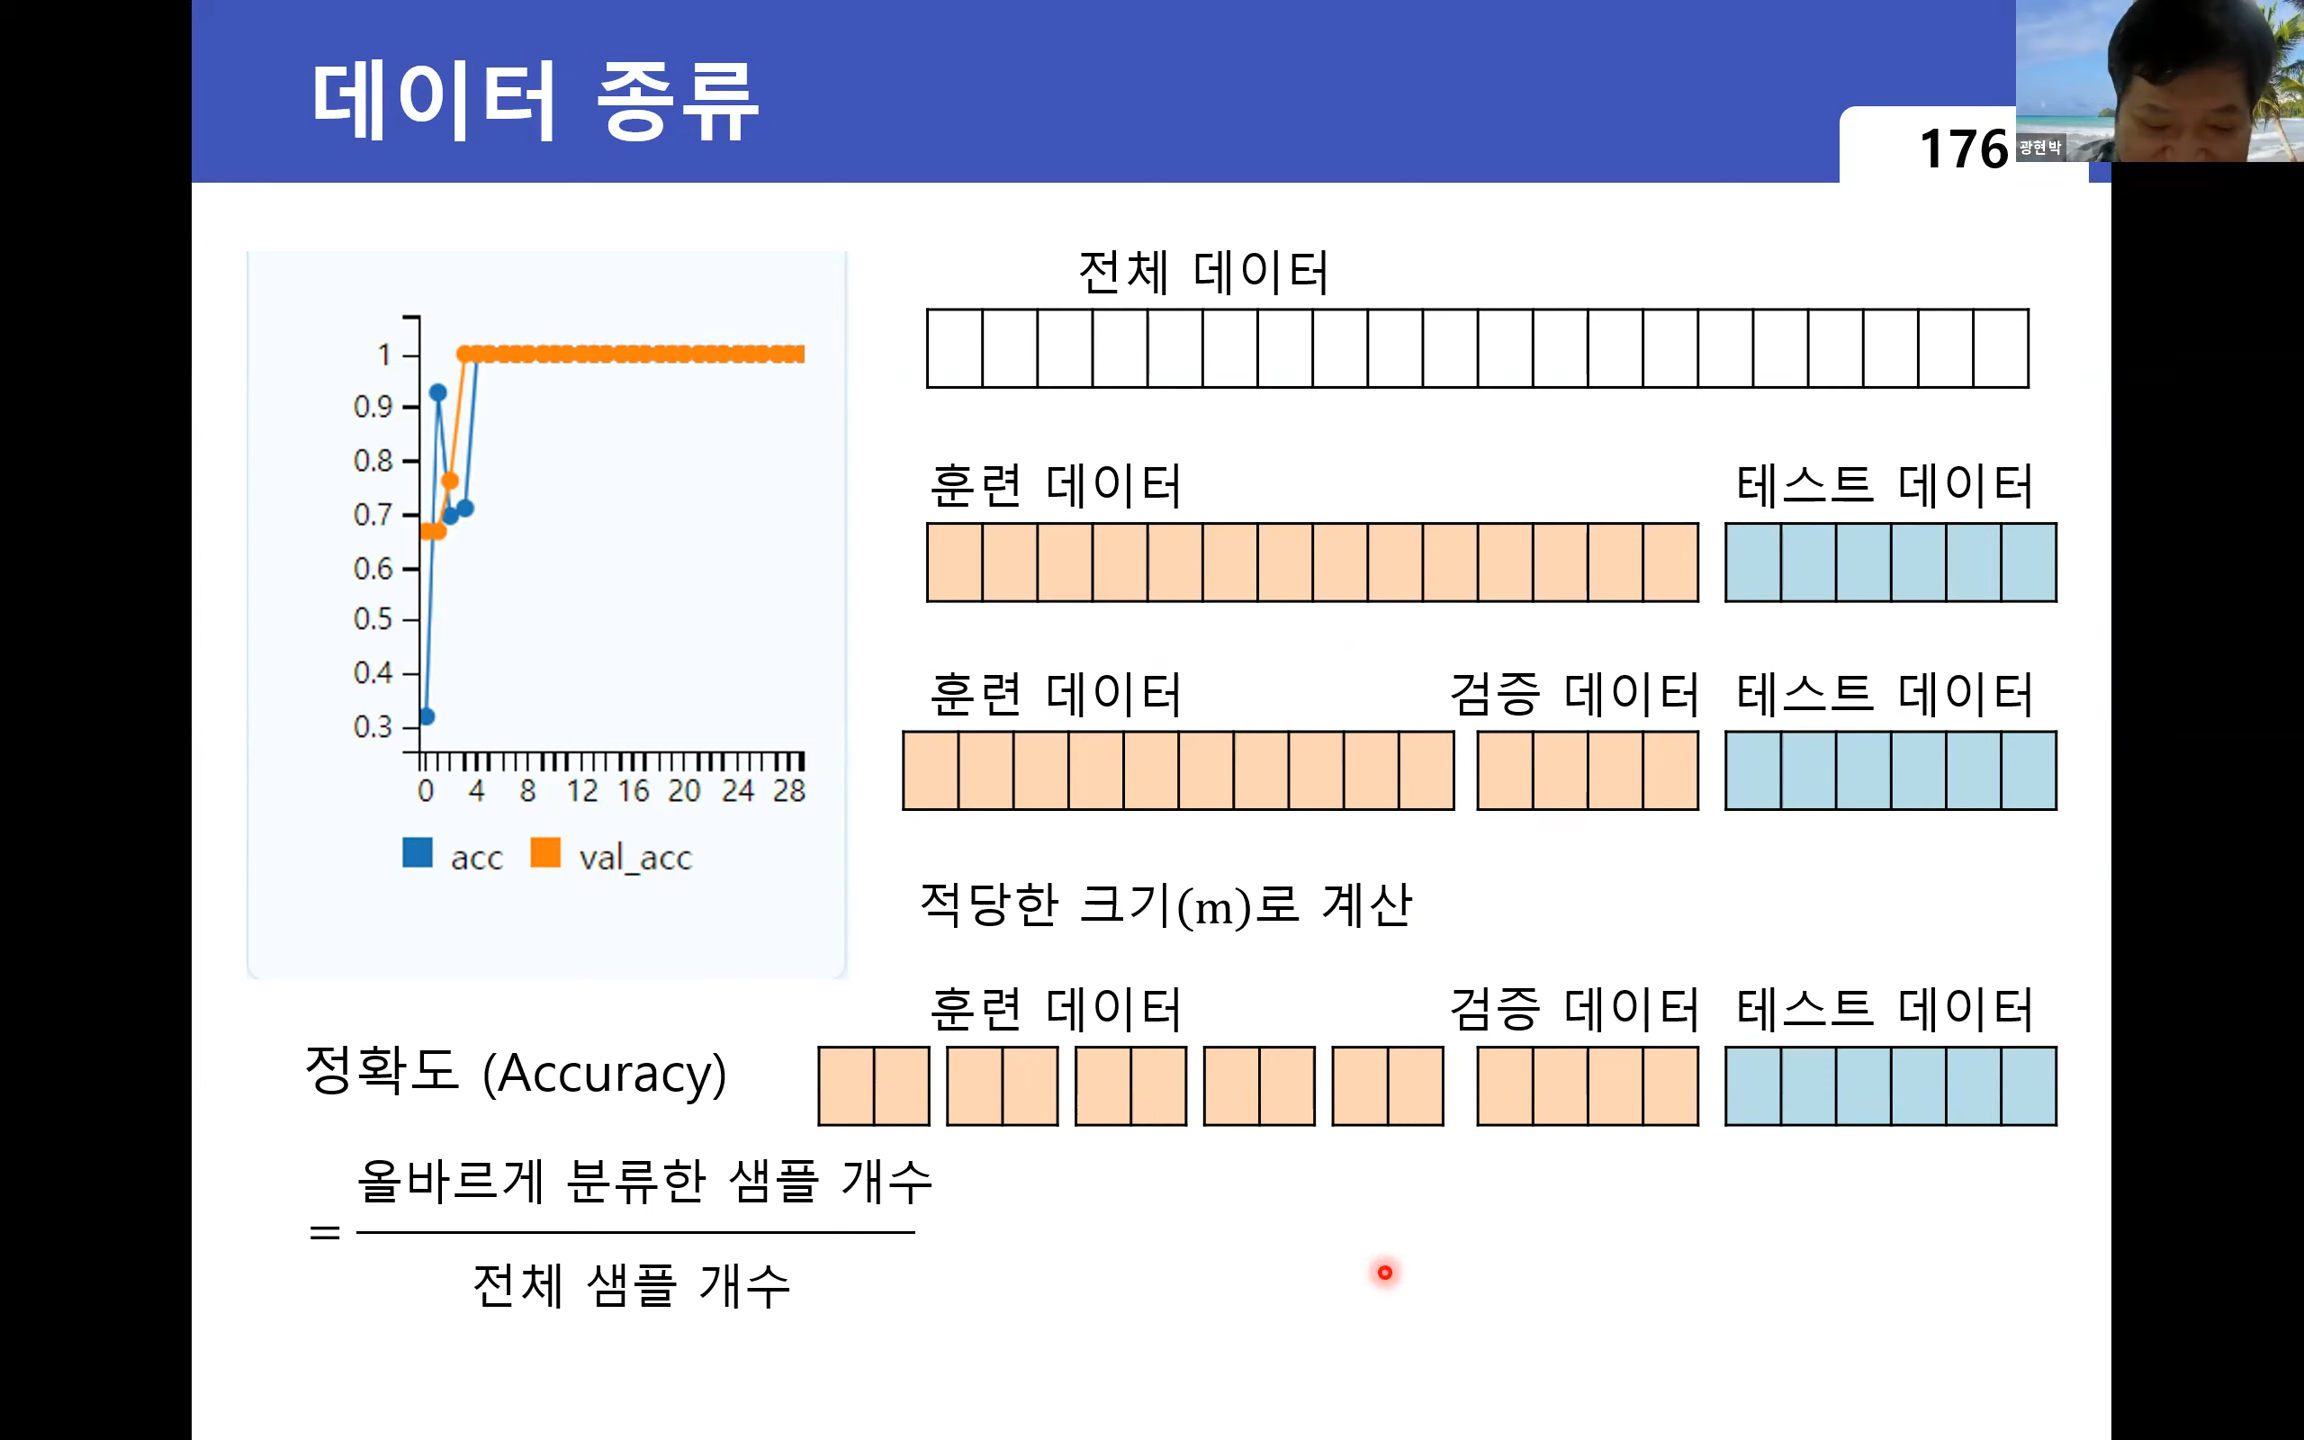 데이터 종류
176
광현박
전체 데이터
1
0.9
0.8
0.7
0.6
0.5
0.4
0.3
0 4 8 12 16 20 24 28
acc val_acc
훈련 데이터 테스트 데이터
훈련 데이터 검증 데이터 테스트 데이터
적당한 크기(m)로 계산
훈련 데이터 검증 데이터 테스트 데이터
정확도 (Accuracy)
올바르게 분류한 샘플 개수
=
전체 샘플 개수